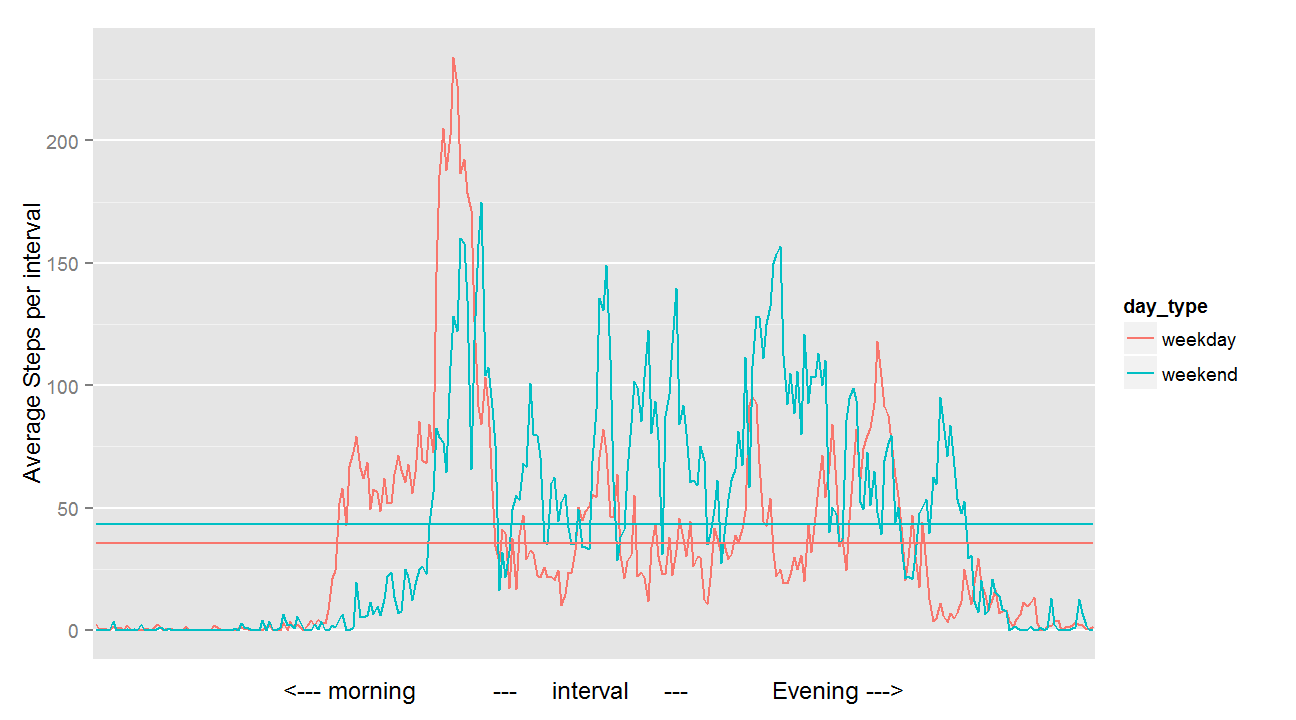 Average Steps per interval
200
150
100
50
0
<--- morning --- interval --- Evening --->
day_type
weekday
weekend